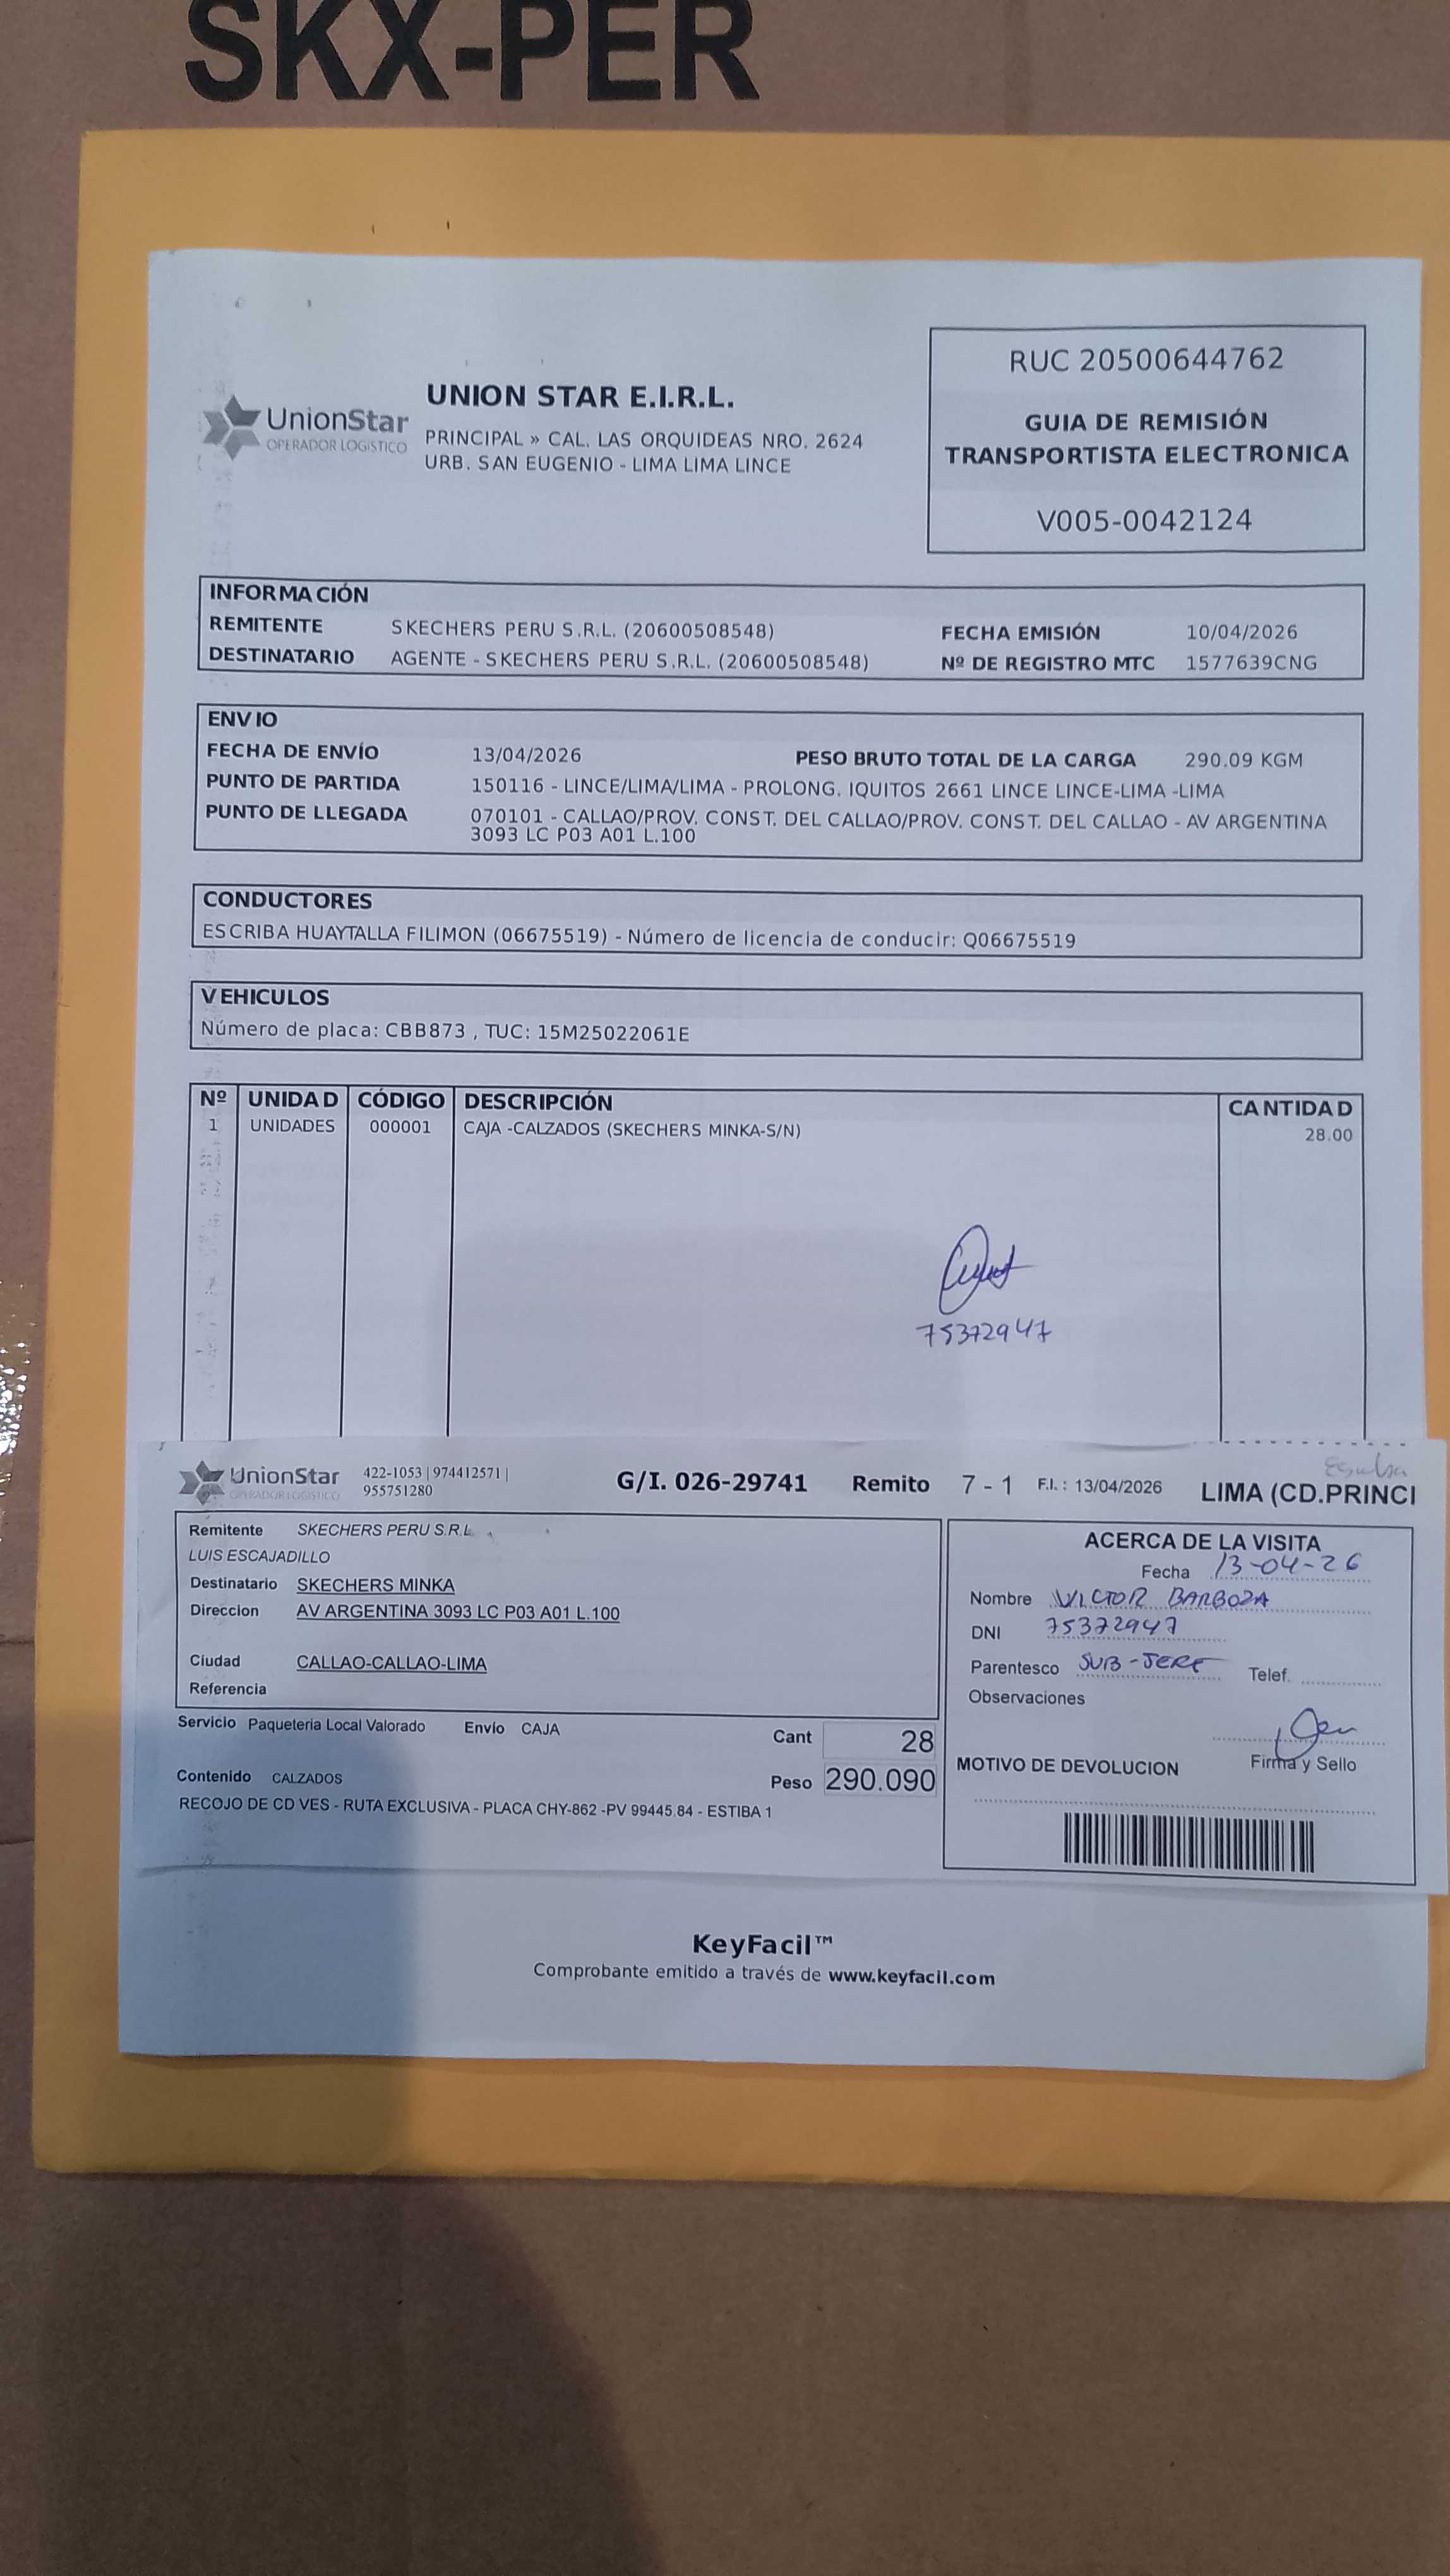 SKX-PER
UnionStar
OPERADOR LOGISTICO
UNION STAR E.I.R.L.
PRINCIPAL » CAL. LAS ORQUIDEAS NRO. 2624
URB. SAN EUGENIO - LIMA LIMA LINCE
RUC 20500644762
GUIA DE REMISIÓN
TRANSPORTISTA ELECTRONICA
V005-0042124
INFORMACIÓN
REMITENTE SKECHERS PERU S.R.L. (20600508548) FECHA EMISIÓN 10/04/2026
DESTINATARIO AGENTE - SKECHERS PERU S.R.L. (20600508548) Nº DE REGISTRO MTC 1577639CNG
ENVIO
FECHA DE ENVÍO 13/04/2026 PESO BRUTO TOTAL DE LA CARGA 290.09 KGM
PUNTO DE PARTIDA 150116 - LINCE/LIMA/LIMA - PROLONG. IQUITOS 2661 LINCE LINCE-LIMA -LIMA
PUNTO DE LLEGADA 070101 - CALLAO/PROV. CONST. DEL CALLAO/PROV. CONST. DEL CALLAO - AV ARGENTINA
3093 LC P03 A01 L.100
CONDUCTORES
ESCRIBA HUAYTALLA FILIMON (06675519) - Número de licencia de conducir: Q06675519
VEHICULOS
Número de placa: CBB873 , TUC: 15M25022061E
Nº UNIDAD CÓDIGO DESCRIPCIÓN CANTIDAD
1 UNIDADES 000001 CAJA -CALZADOS (SKECHERS MINKA-S/N) 28.00
75372947
UnionStar
OPERADOR LOGISTICO
422-1053 | 974412571 |
955751280
G/I. 026-29741 Remito 7 - 1 F.I. : 13/04/2026 LIMA (CD.PRINCI
Remitente SKECHERS PERU S.R.L
LUIS ESCAJADILLO
Destinatario SKECHERS MINKA
Direccion AV ARGENTINA 3093 LC P03 A01 L.100
Ciudad CALLAO-CALLAO-LIMA
Referencia
Servicio Paqueteria Local Valorado Envio CAJA Cant 28
Contenido CALZADOS Peso 290.090
RECOJO DE CD VES - RUTA EXCLUSIVA - PLACA CHY-862 -PV 99445.84 - ESTIBA 1
ACERCA DE LA VISITA
Fecha 13-04-26
Nombre VICTOR BARBOZA
DNI 75372947
Parentesco SUB-JEFE Telef.
Observaciones
Firma y Sello
MOTIVO DE DEVOLUCION
KeyFacil™
Comprobante emitido a través de www.keyfacil.com